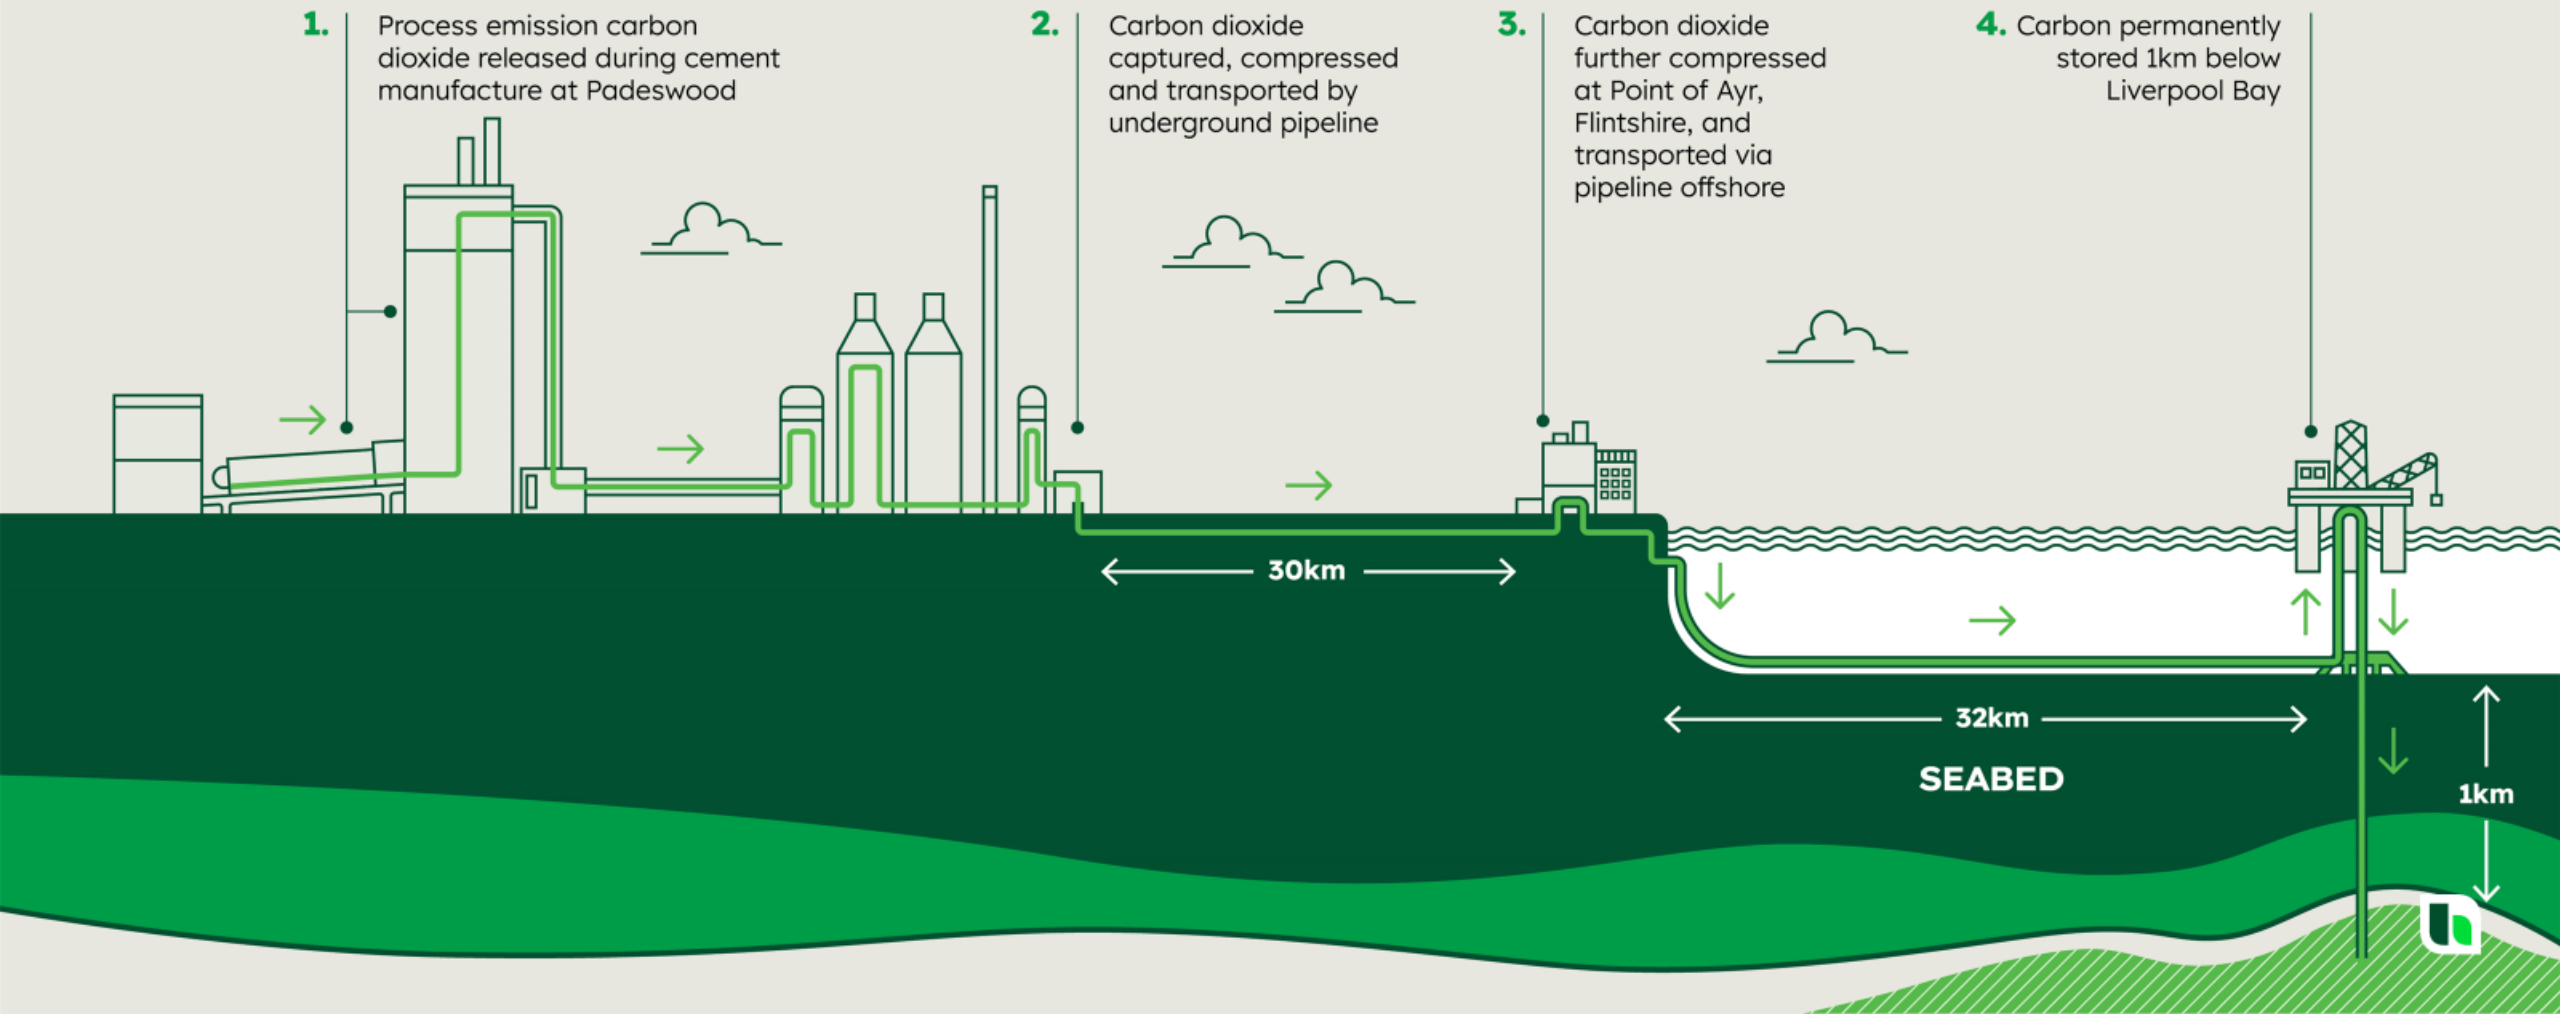 1.
Process emission carbon
dioxide released during cement
manufacture at Padeswood
2.
Carbon dioxide
captured, compressed
and transported by
underground pipeline
3.
Carbon dioxide
further compressed
at Point of Ayr,
Flintshire, and
transported via
pipeline offshore
4. Carbon permanently
stored 1km below
Liverpool Bay
30km
32km
SEABED
1km